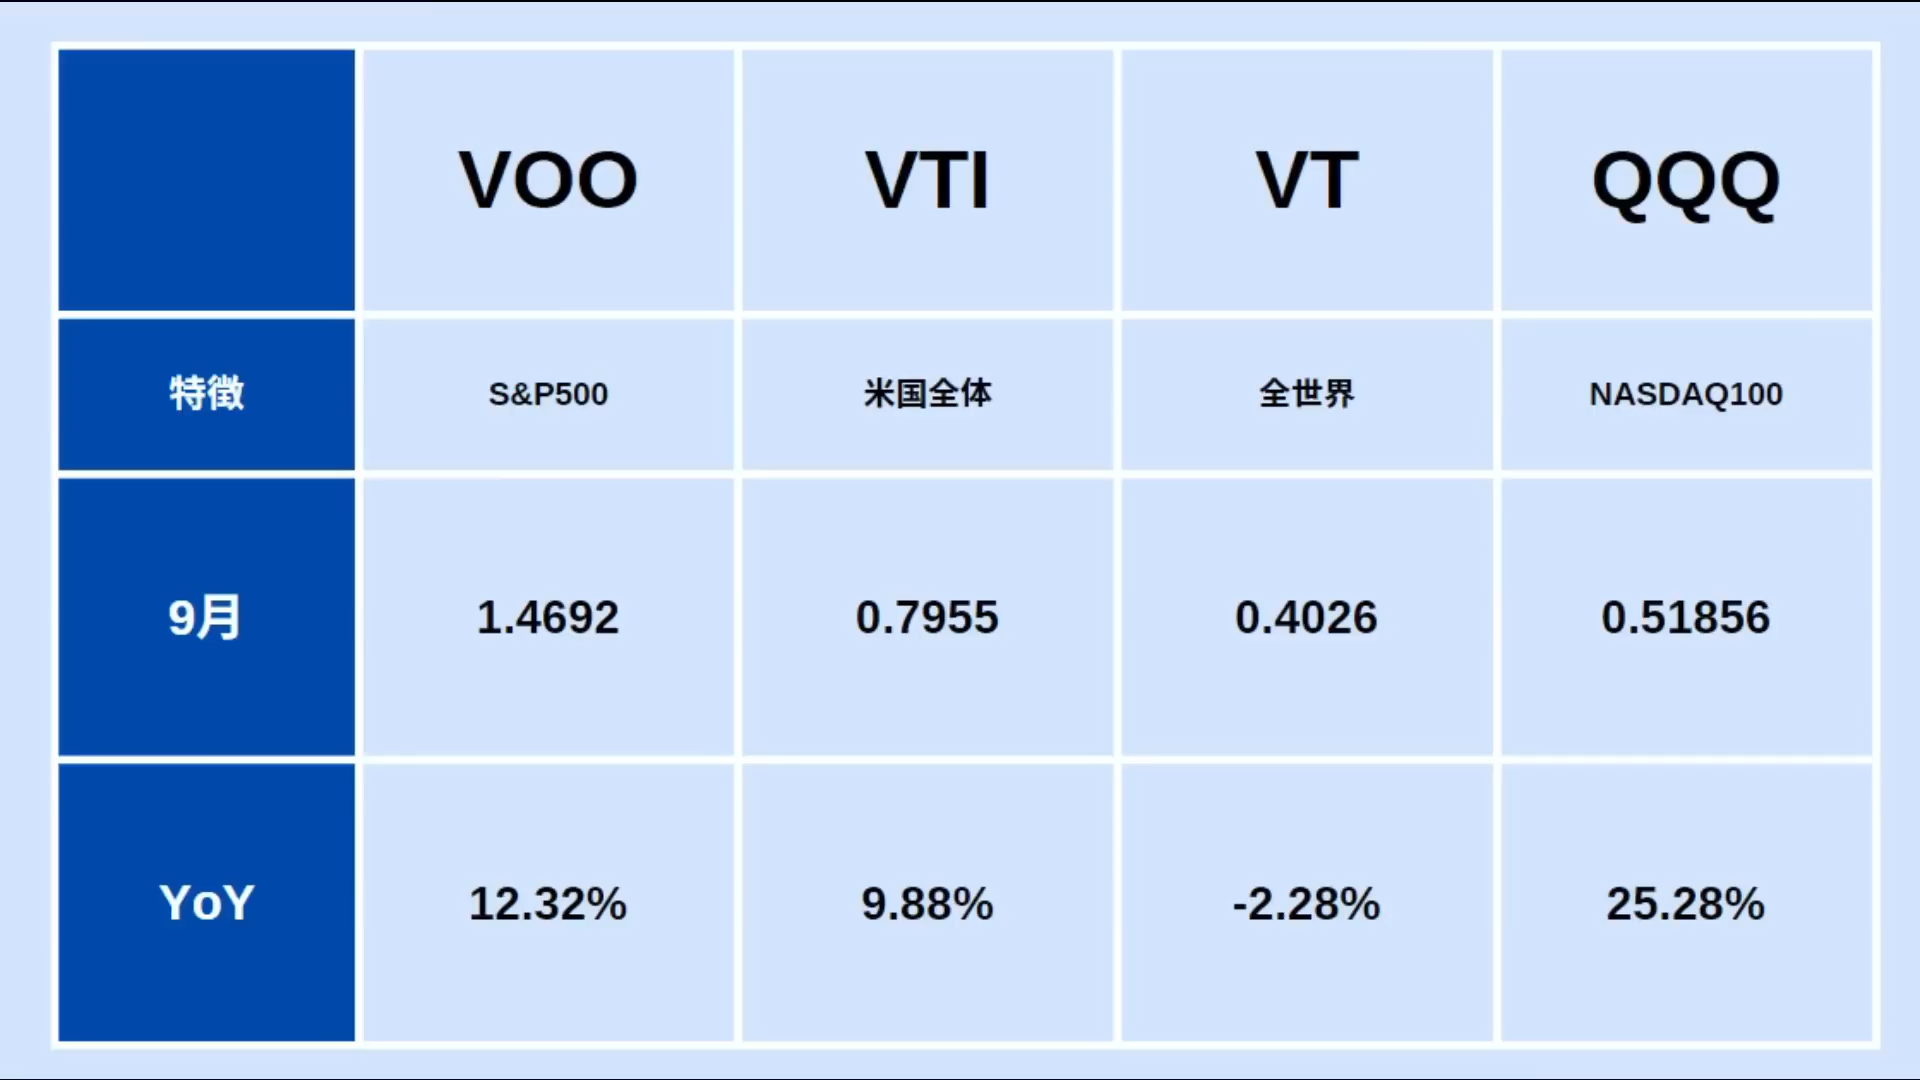 VOO VTI VT QQQ
特徴 S&P500 米国全体 全世界 NASDAQ100
9月 1.4692 0.7955 0.4026 0.51856
YoY 12.32% 9.88% -2.28% 25.28%